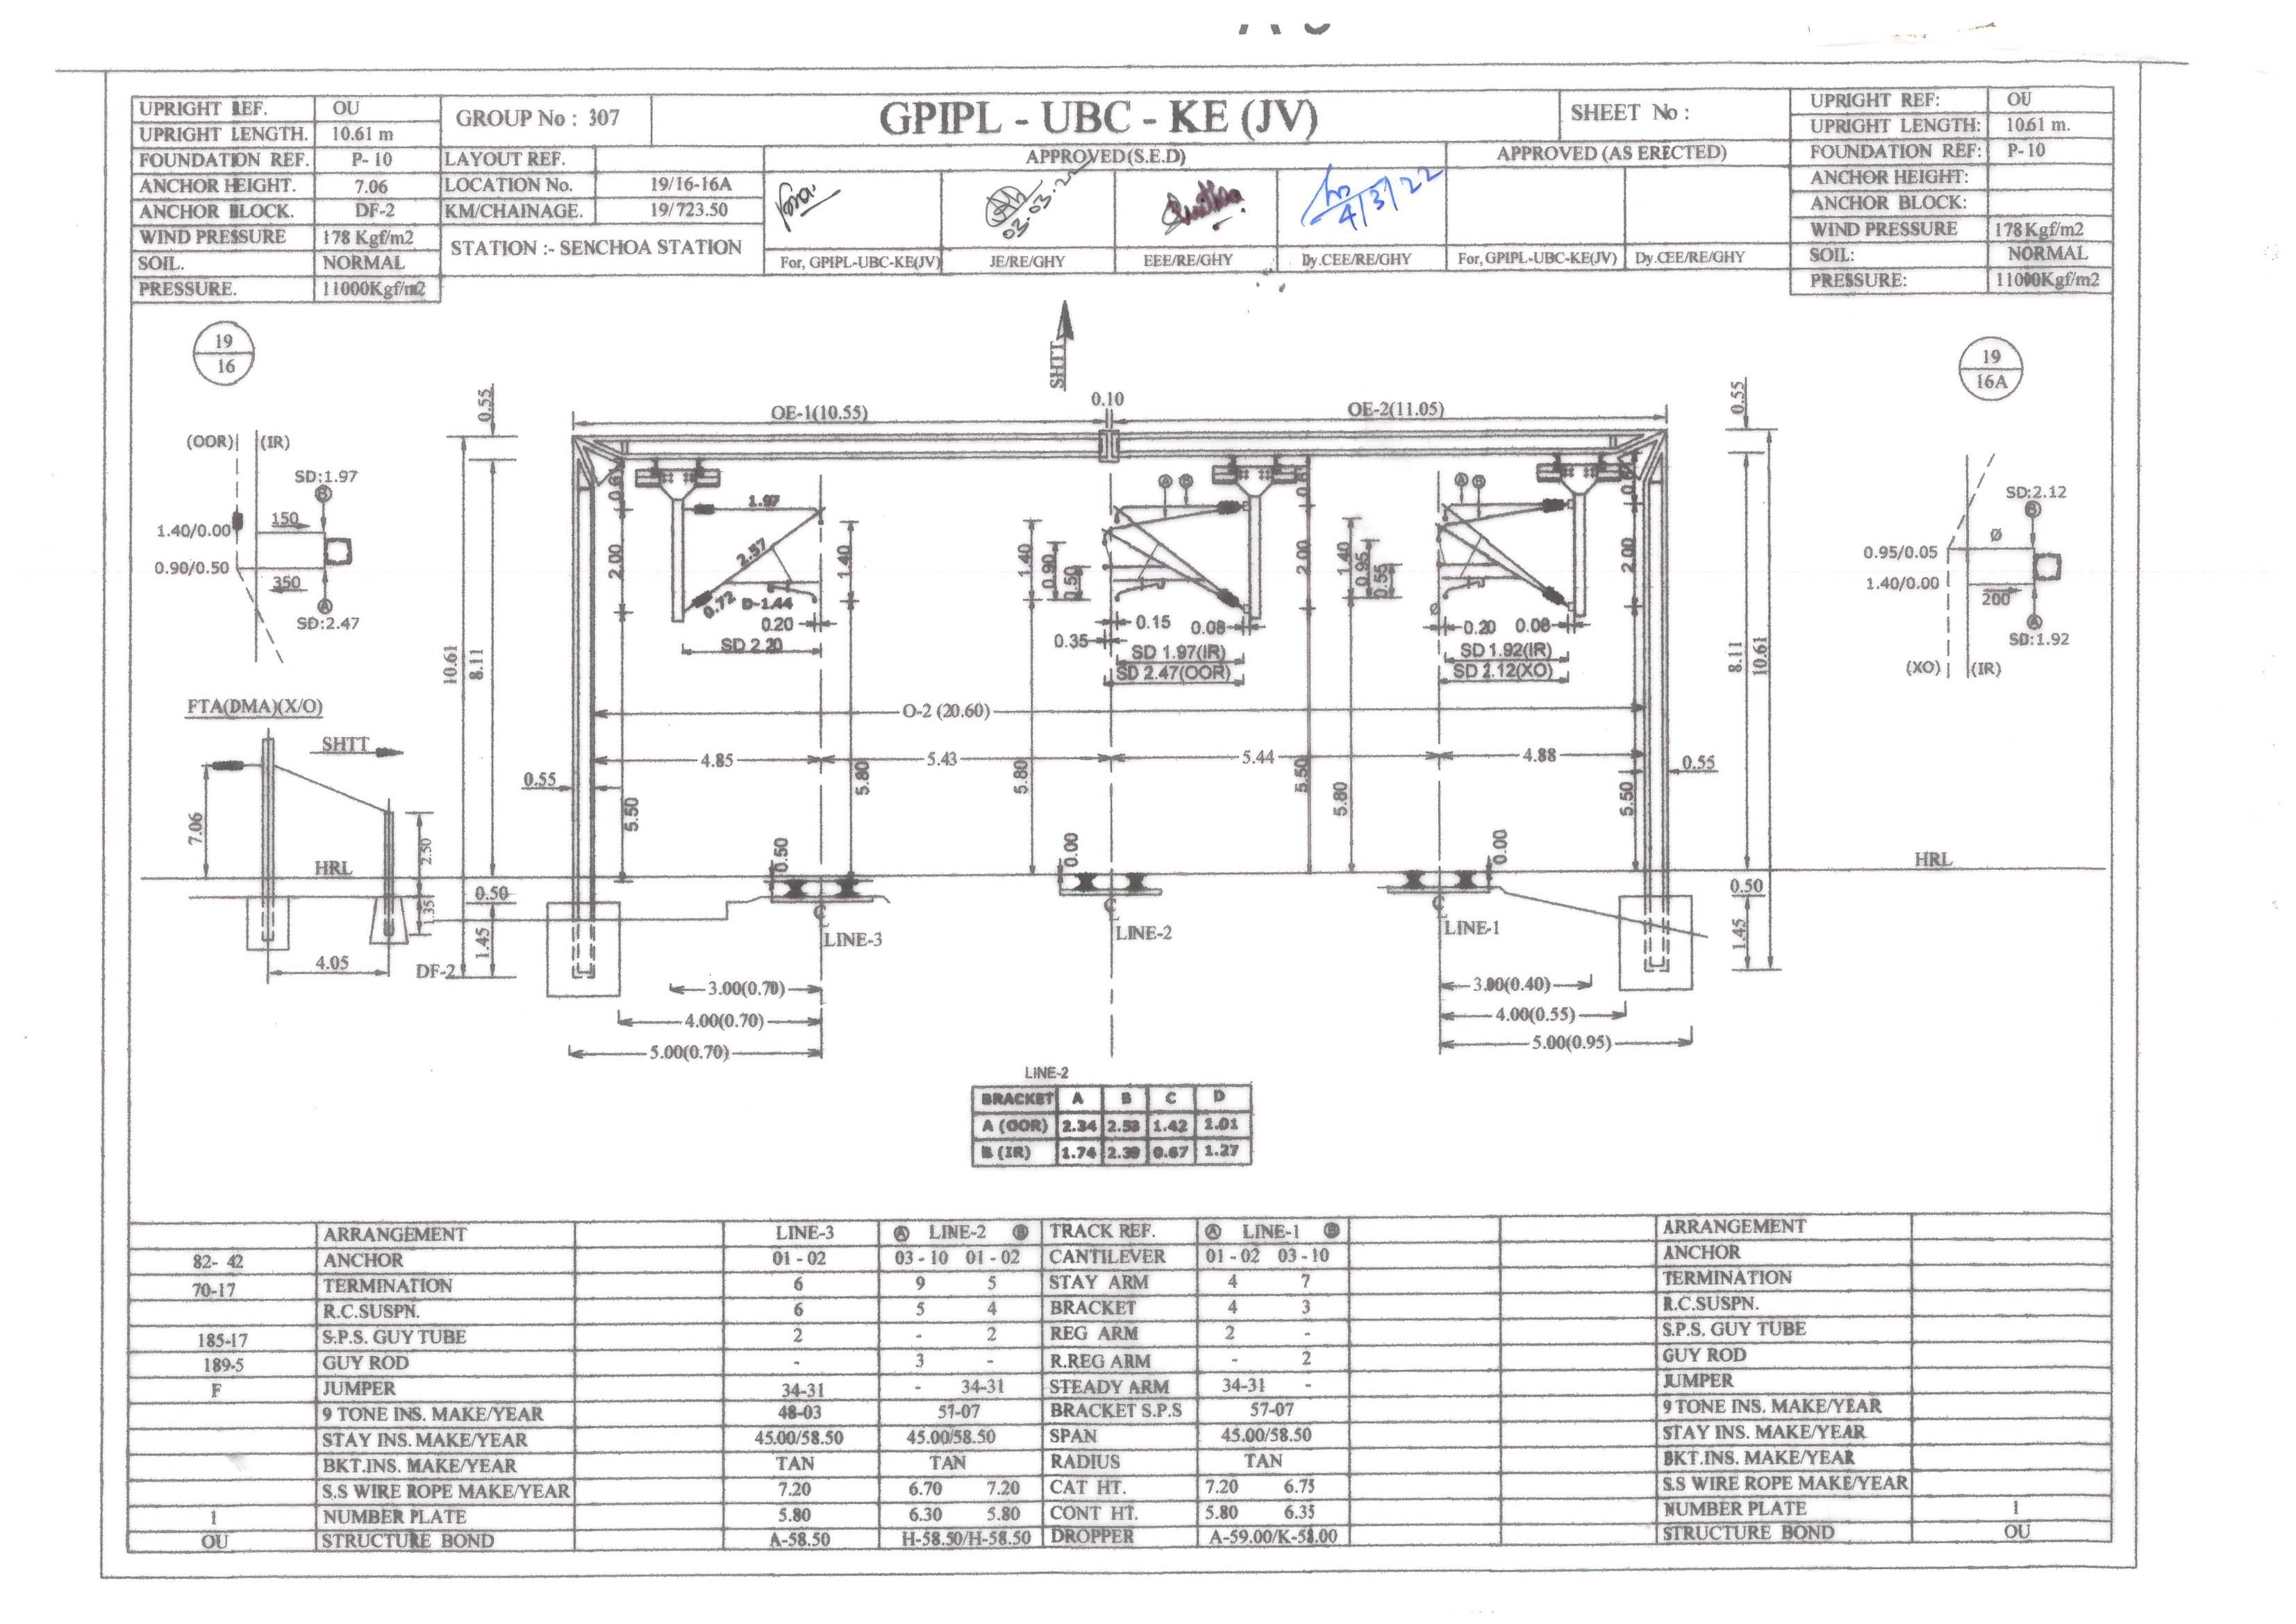 UPRIGHT REF. OU
UPRIGHT LENGTH. 10.61 m
FOUNDATION REF. P- 10
ANCHOR HEIGHT. 7.06
ANCHOR BLOCK. DF-2
WIND PRESSURE 178 Kgf/m2
SOIL. NORMAL
PRESSURE. 11000Kgf/m2
GROUP No : 307
LAYOUT REF.
LOCATION No. 19/16-16A
KM/CHAINAGE. 19/723.50
STATION :- SENCHOA STATION
GPIPL - UBC - KE (JV)
SHEET No :
APPROVED(S.E.D)
APPROVED (AS ERECTED)
03-03-22
4/3/22
For, GPIPL-UBC-KE(JV) JE/RE/GHY EEE/RE/GHY Dy.CEE/RE/GHY For, GPIPL-UBC-KE(JV) Dy.CEE/RE/GHY
UPRIGHT REF: OU
UPRIGHT LENGTH: 10.61 m.
FOUNDATION REF: P-10
ANCHOR HEIGHT:
ANCHOR BLOCK:
WIND PRESSURE 178Kgf/m2
SOIL: NORMAL
PRESSURE: 11000Kgf/m2
19
16
(OOR) (IR)
SD:1.97
B
150
1.40/0.00
0.90/0.50
350
A
SD:2.47
FTA(DMA)(X/O)
SHTT
7.06
HRL
2.50
1.35
4.05
DF-2
SHTT
0.55
10.61
8.11
0.50
1.45
0.55
OE-1(10.55)
0.10
OE-2(11.05)
0.61
2.00
5.50
1.97
2.57
0.72
D-1.44
0.20
SD 2.20
1.40
5.80
1.40
0.90
0.50
5.80
A B
0.15
0.35
0.08
SD 1.97(IR)
SD 2.47(OOR)
0.61
2.00
5.50
1.40
0.95
0.55
5.80
A B
Ø
0.20 0.08
SD 1.92(IR)
SD 2.12(XO)
2.00
5.50
O-2 (20.60)
4.85 5.43 5.44 4.88
0.55
0.50
0.00
0.00
LINE-3
LINE-2
LINE-1
3.00(0.70)
4.00(0.70)
5.00(0.70)
3.00(0.40)
4.00(0.55)
5.00(0.95)
0.55
8.11
10.61
0.50
1.45
HRL
19
16A
SD:2.12
B
Ø
0.95/0.05
1.40/0.00
200
A
SD:1.92
(XO) (IR)
LINE-2
BRACKET A B C D
A (OOR) 2.34 2.53 1.42 1.01
B (IR) 1.74 2.39 0.67 1.27
ARRANGEMENT LINE-3 A LINE-2 B TRACK REF. A LINE-1 B ARRANGEMENT
82- 42 ANCHOR 01 - 02 03 - 10 01 - 02 CANTILEVER 01 - 02 03 - 10 ANCHOR
70-17 TERMINATION 6 9 5 STAY ARM 4 7 TERMINATION
R.C.SUSPN. 6 5 4 BRACKET 4 3 R.C.SUSPN.
185-17 S.P.S. GUY TUBE 2 - 2 REG ARM 2 - S.P.S. GUY TUBE
189-5 GUY ROD - 3 - R.REG ARM - 2 GUY ROD
F JUMPER 34-31 - 34-31 STEADY ARM 34-31 - JUMPER
9 TONE INS. MAKE/YEAR 48-03 57-07 BRACKET S.P.S 57-07 9 TONE INS. MAKE/YEAR
STAY INS. MAKE/YEAR 45.00/58.50 45.00/58.50 SPAN 45.00/58.50 STAY INS. MAKE/YEAR
BKT.INS. MAKE/YEAR TAN TAN RADIUS TAN BKT.INS. MAKE/YEAR
S.S WIRE ROPE MAKE/YEAR 7.20 6.70 7.20 CAT HT. 7.20 6.75 S.S WIRE ROPE MAKE/YEAR
1 NUMBER PLATE 5.80 6.30 5.80 CONT HT. 5.80 6.35 NUMBER PLATE 1
OU STRUCTURE BOND A-58.50 H-58.50/H-58.50 DROPPER A-59.00/K-58.00 STRUCTURE BOND OU